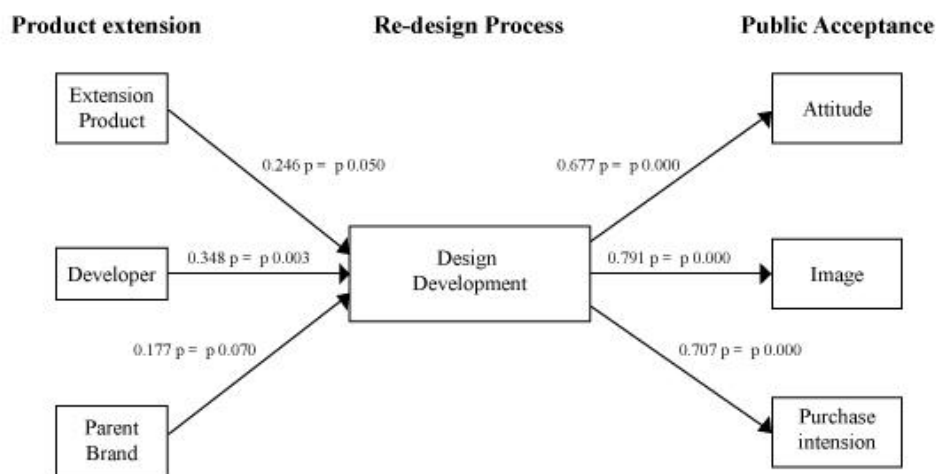 Product extension
Re-design Process
Public Acceptance
Extension
Product
Attitude
0.246 p = p 0.050
0.677 p = p 0.000
Developer
0.348 p = p 0.003
Design
Development
0.791 p = p 0.000
Image
0.177 p = p 0.070
0.707 p = p 0.000
Parent
Brand
Purchase
intension